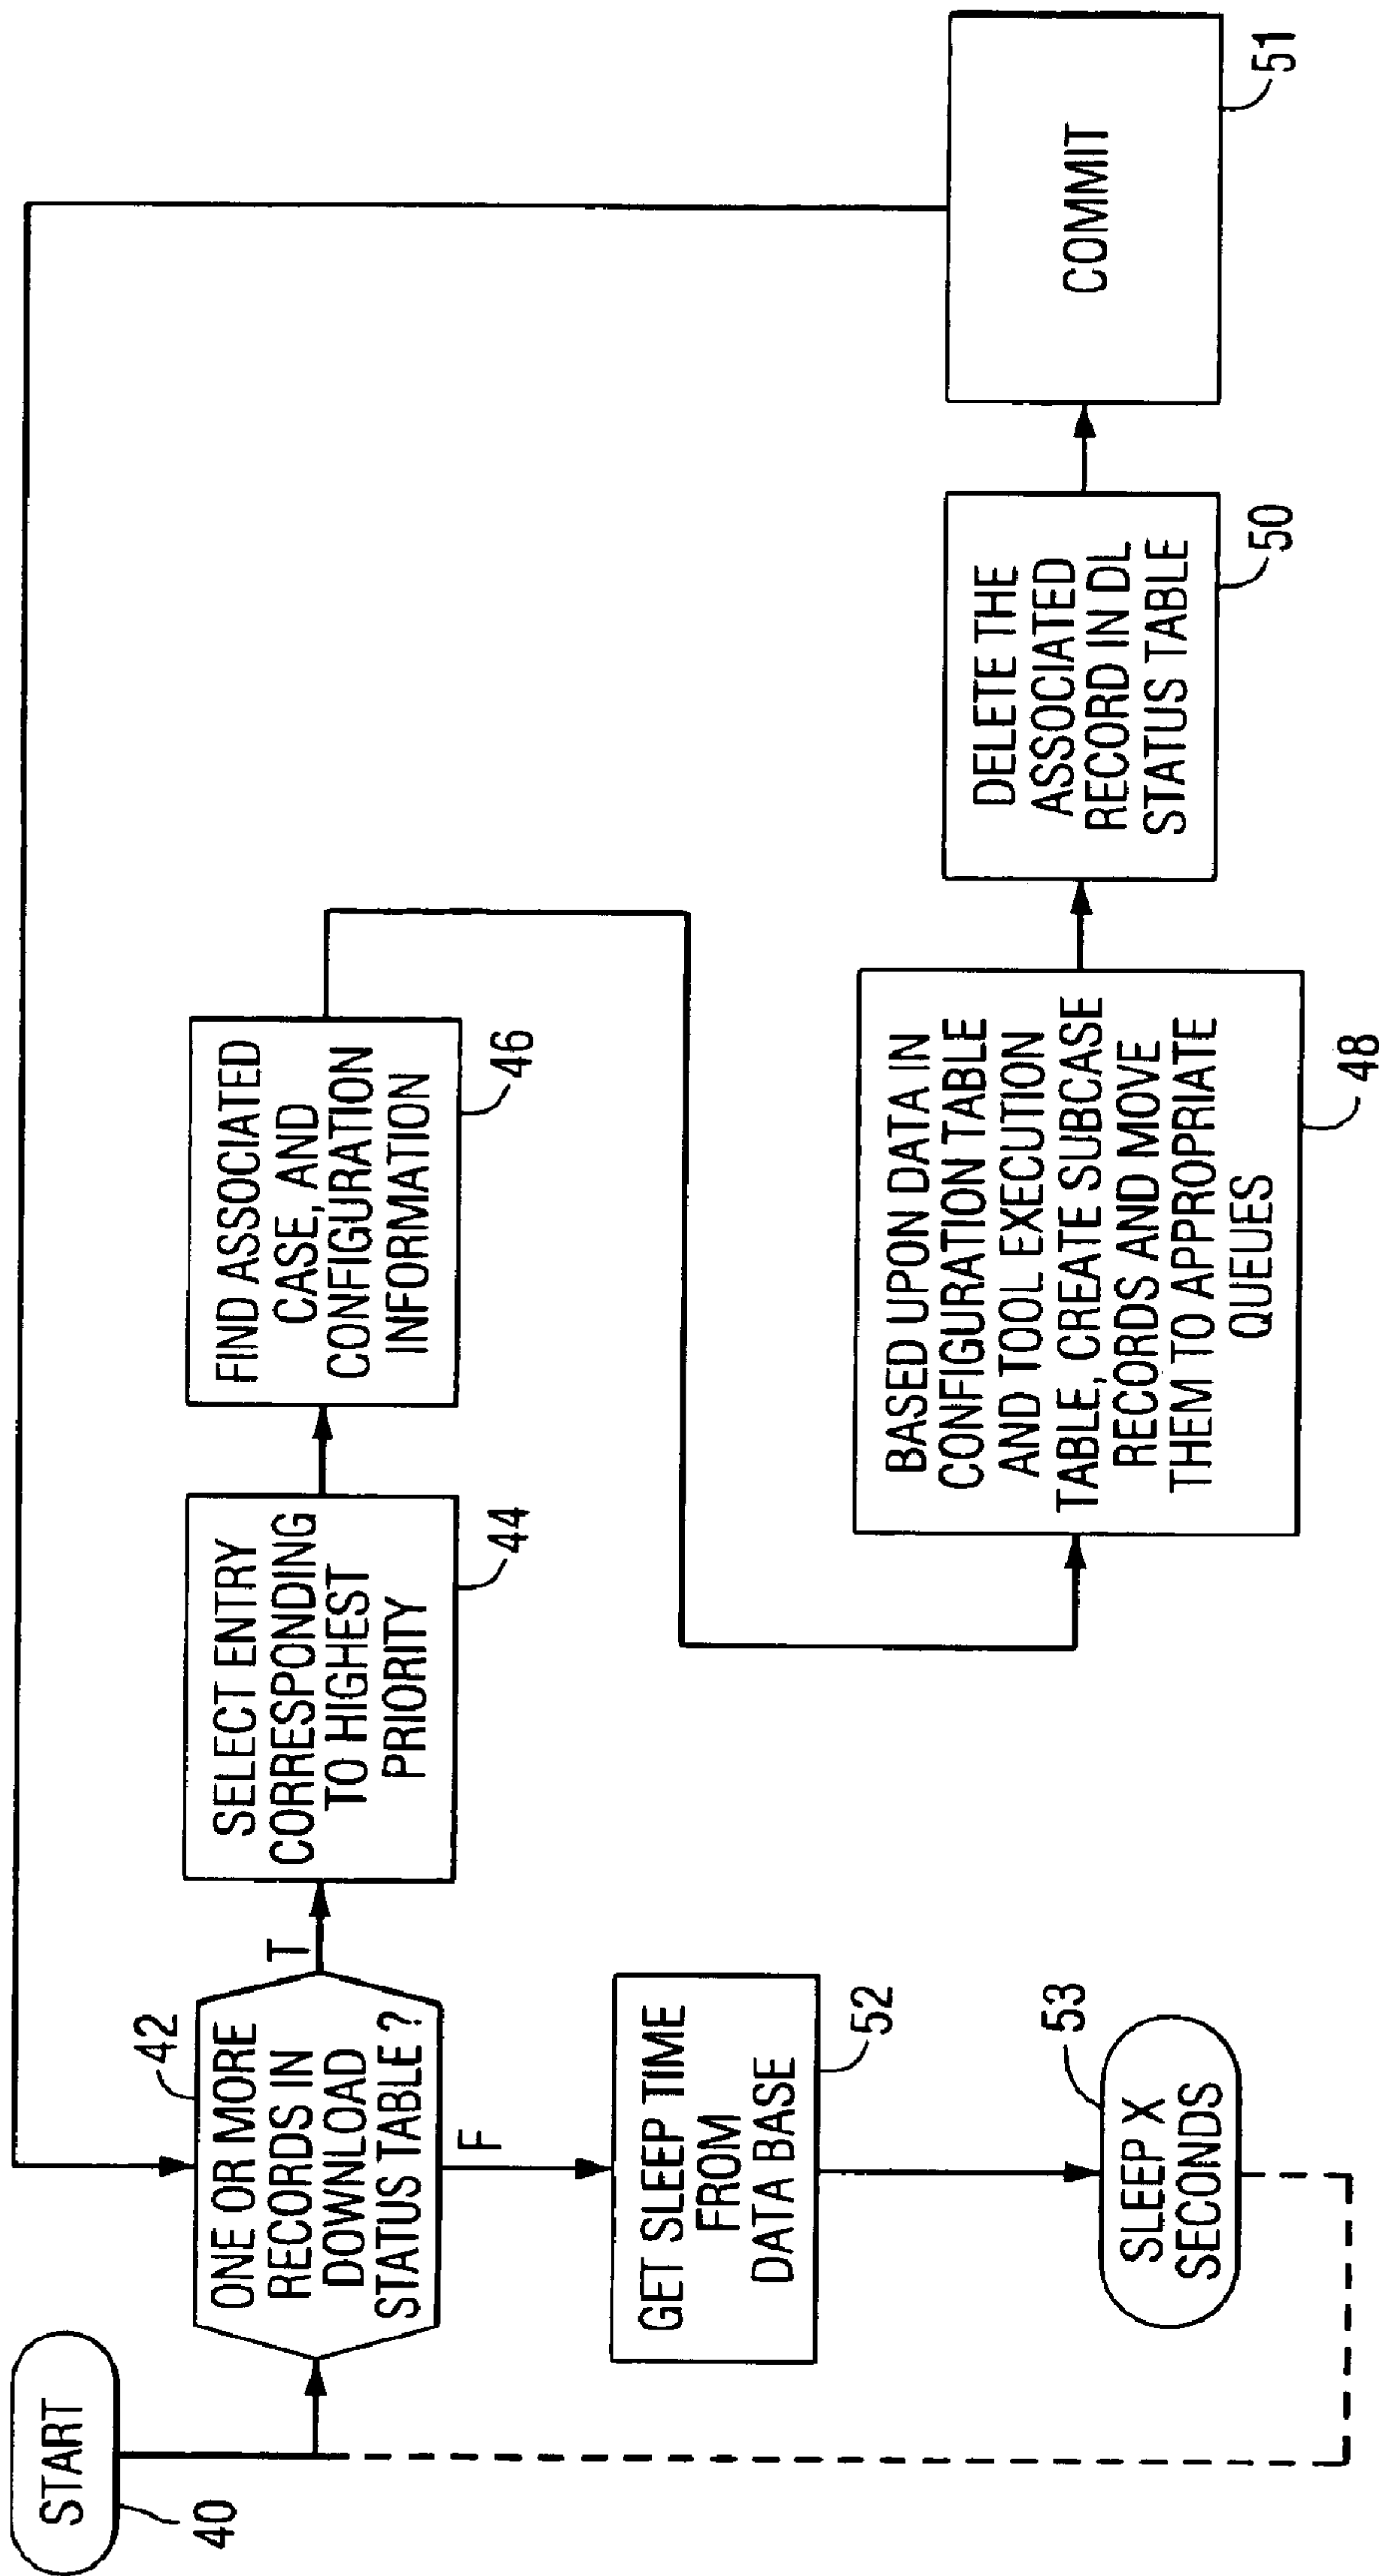 START
40
ONE OR MORE
RECORDS IN
DOWNLOAD
STATUS TABLE ?
42
T
F
SELECT ENTRY
CORRESPONDING
TO HIGHEST
PRIORITY
44
FIND ASSOCIATED
CASE, AND
CONFIGURATION
INFORMATION
46
GET SLEEP TIME
FROM
DATA BASE
52
SLEEP X
SECONDS
53
BASED UPON DATA IN
CONFIGURATION TABLE
AND TOOL EXECUTION
TABLE, CREATE SUBCASE
RECORDS AND MOVE
THEM TO APPROPRIATE
QUEUES
48
DELETE THE
ASSOCIATED
RECORD IN DL
STATUS TABLE
50
COMMIT
51